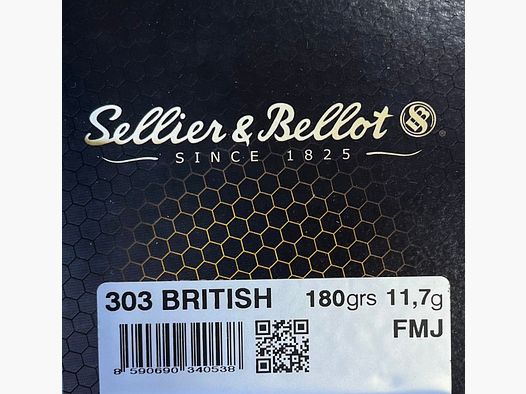 Sellier & Bellot ®
SINCE 1825
303 BRITISH 180grs 11,7g
FMJ
8 590690 340538